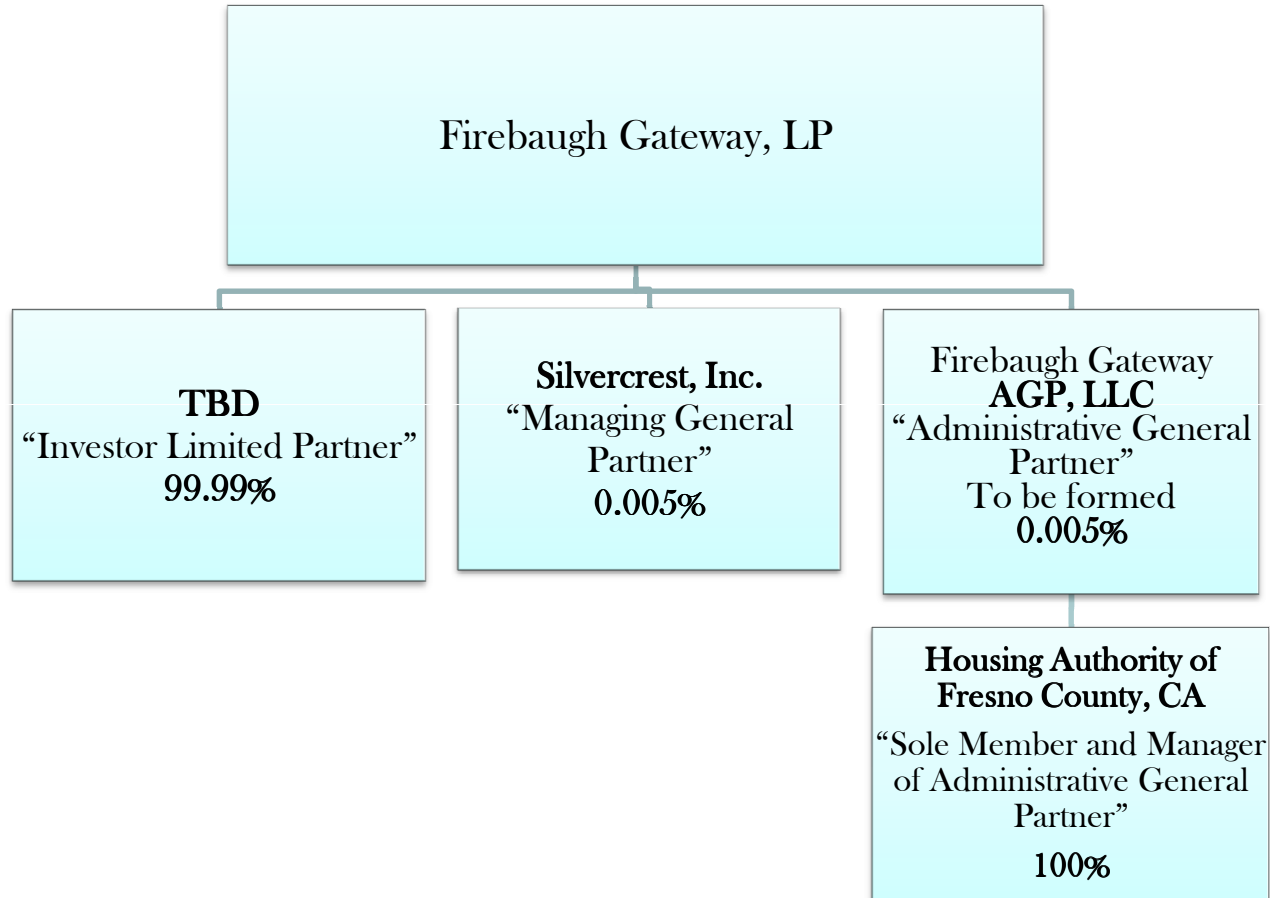 Firebaugh Gateway, LP
TBD
“Investor Limited Partner”
99.99%
Silvercrest, Inc.
“Managing General
Partner”
0.005%
Firebaugh Gateway
AGP, LLC
“Administrative General
Partner”
To be formed
0.005%
Housing Authority of
Fresno County, CA
“Sole Member and Manager
of Administrative General
Partner”
100%